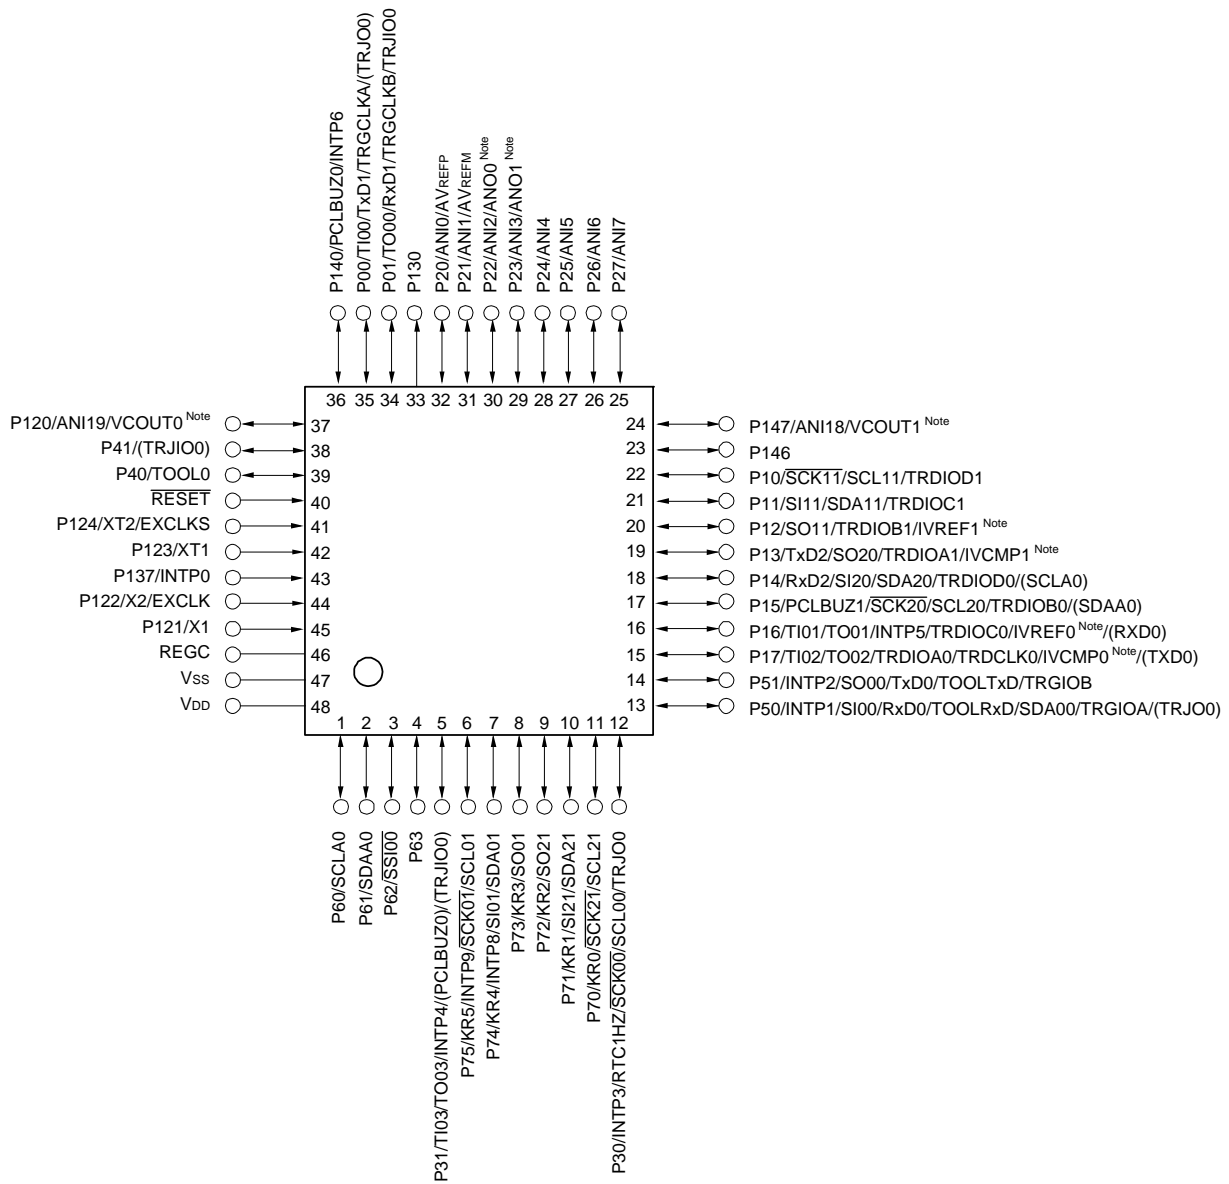 P140/PCLBUZ0/INTP6
P00/TI00/TxD1/TRGCLKA/(TRJO0)
P01/TO00/RxD1/TRGCLKB/TRJIO0
P130
P20/ANI0/AVREFP
P21/ANI1/AVREFM
P22/ANI2/ANO0 Note
P23/ANI3/ANO1 Note
P24/ANI4
P25/ANI5
P26/ANI6
P27/ANI7
36 35 34 33 32 31 30 29 28 27 26 25
P120/ANI19/VCOUT0 Note 37
P41/(TRJIO0) 38
P40/TOOL0 39
RESET 40
P124/XT2/EXCLKS 41
P123/XT1 42
P137/INTP0 43
P122/X2/EXCLK 44
P121/X1 45
REGC 46
VSS 47
VDD 48
24 P147/ANI18/VCOUT1 Note
23 P146
22 P10/SCK11/SCL11/TRDIOD1
21 P11/SI11/SDA11/TRDIOC1
20 P12/SO11/TRDIOB1/IVREF1 Note
19 P13/TxD2/SO20/TRDIOA1/IVCMP1 Note
18 P14/RxD2/SI20/SDA20/TRDIOD0/(SCLA0)
17 P15/PCLBUZ1/SCK20/SCL20/TRDIOB0/(SDAA0)
16 P16/TI01/TO01/INTP5/TRDIOC0/IVREF0 Note/(RXD0)
15 P17/TI02/TO02/TRDIOA0/TRDCLK0/IVCMP0 Note/(TXD0)
14 P51/INTP2/SO00/TxD0/TOOLTxD/TRGIOB
13 P50/INTP1/SI00/RxD0/TOOLRxD/SDA00/TRGIOA/(TRJO0)
1 2 3 4 5 6 7 8 9 10 11 12
P60/SCLA0
P61/SDAA0
P62/SSI00
P63
P31/TI03/TO03/INTP4/(PCLBUZ0)/(TRJIO0)
P75/KR5/INTP9/SCK01/SCL01
P74/KR4/INTP8/SI01/SDA01
P73/KR3/SO01
P72/KR2/SO21
P71/KR1/SI21/SDA21
P70/KR0/SCK21/SCL21
P30/INTP3/RTC1HZ/SCK00/SCL00/TRJO0